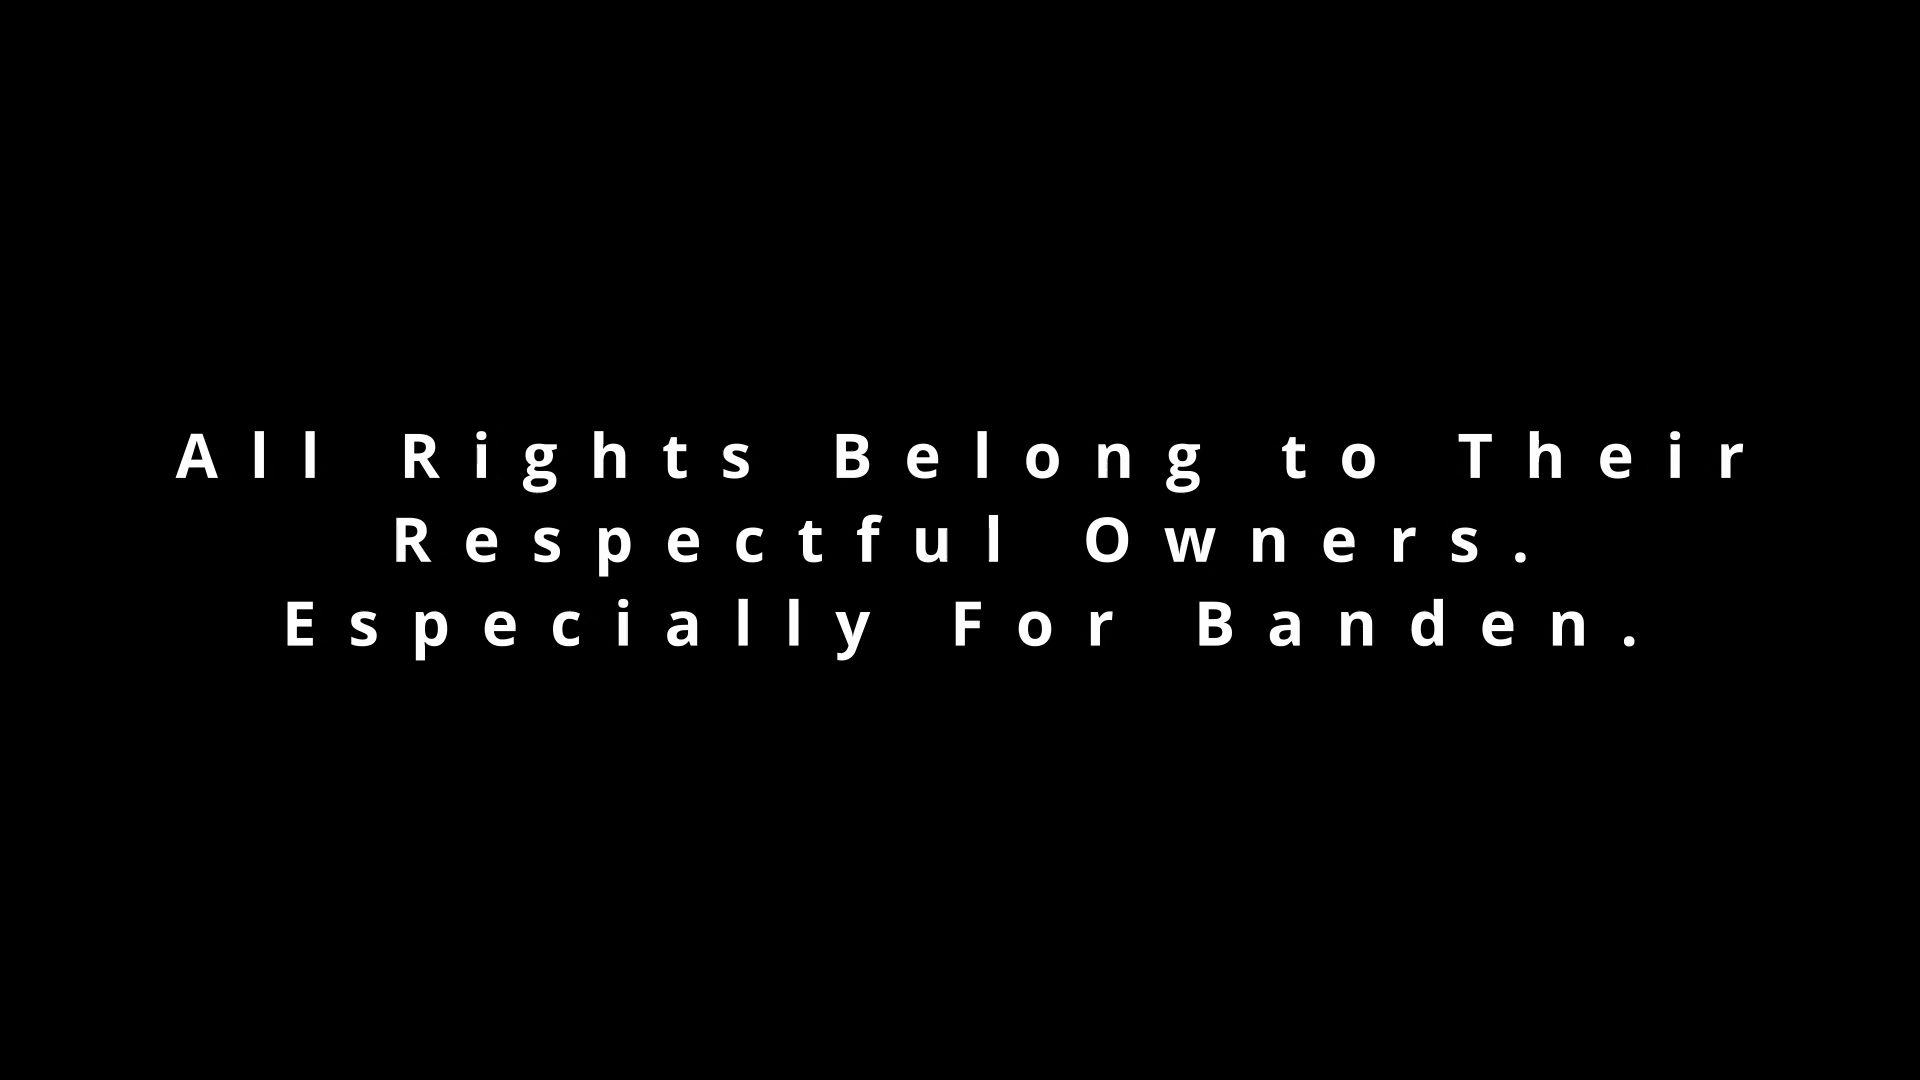 All Rights Belong to Their
Respectful Owners.
Especially For Banden.